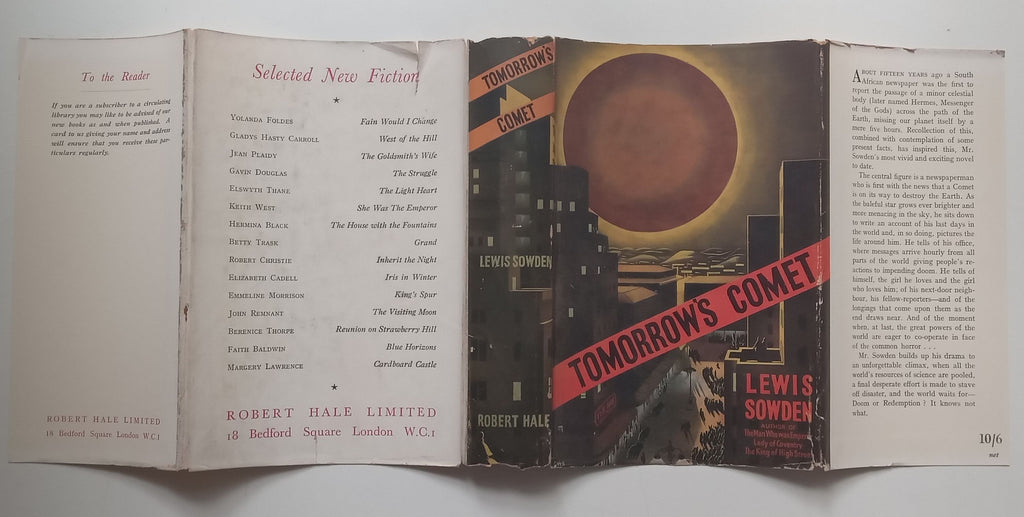 To the Reader
If you are a subscriber to a circulating
library you may like to be advised of our
new books as and when published. A
card to us giving your name and address
will ensure that you receive these par-
ticulars regularly.
ROBERT HALE LIMITED
18 Bedford Square London W.C.1
Selected New Fiction
YOLANDA FOLDES Fain Would I Change
GLADYS HASTY CARROLL West of the Hill
JEAN PLAIDY The Goldsmith's Wife
GAVIN DOUGLAS The Struggle
ELSWYTH THANE The Light Heart
KEITH WEST She Was The Emperor
HERMINA BLACK The House with the Fountains
BETTY TRASK Grand
ROBERT CHRISTIE Inherit the Night
ELIZABETH CADELL Iris in Winter
EMMELINE MORRISON King's Spur
JOHN REMNANT The Visiting Moon
BERENICE THORPE Reunion on Strawberry Hill
FAITH BALDWIN Blue Horizons
MARGERY LAWRENCE Cardboard Castle
ROBERT HALE LIMITED
18 Bedford Square London W.C.1
TOMORROW'S
COMET
LEWIS SOWDEN
ROBERT HALE
TOMORROW'S COMET
LEWIS
SOWDEN
AUTHOR OF
The Man Who was Emperor
Lady of Coventry
The King of High Street
ABOUT FIFTEEN YEARS ago a South
African newspaper was the first to
report the passage of a minor celestial
body (later named Hermes, Messenger
of the Gods) across the path of the
Earth, missing our planet itself by a
mere five hours. Recollection of this,
combined with contemplation of some
present facts, has inspired this, Mr.
Sowden's most vivid and exciting novel
to date.
The central figure is a newspaperman
who is first with the news that a Comet
is on its way to destroy the Earth. As
the baleful star grows ever brighter and
more menacing in the sky, he sits down
to write an account of his last days in
the world and, in so doing, pictures the
life around him. He tells of his office,
where messages arrive hourly from all
parts of the world giving people's re-
actions to impending doom. He tells of
himself, the girl he loves and the girl
who loves him; of his next-door neigh-
bour, his fellow-reporters—and of the
longings that come upon them as the
end draws near. And of the moment
when, at last, the great powers of the
world are eager to co-operate in face
of the common horror . . .
Mr. Sowden builds up his drama to
an unforgettable climax, when all the
world's resources of science are pooled,
a final desperate effort is made to stave
off disaster, and the world waits for—
Doom or Redemption? It knows not
what.
10/6
net